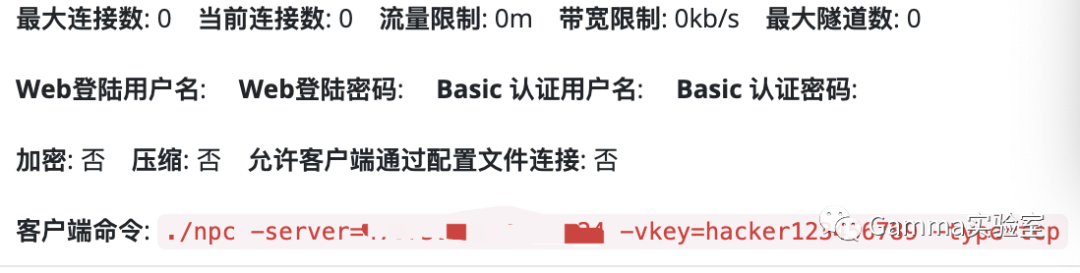 最大连接数: 0 当前连接数: 0 流量限制: 0m 带宽限制: 0kb/s 最大隧道数: 0
Web登陆用户名: Web登陆密码: Basic 认证用户名: Basic 认证密码:
加密: 否 压缩: 否 允许客户端通过配置文件连接: 否
客户端命令: ./npc -server= -vkey=hacker123456789 -type=tcp
Gamma实验室